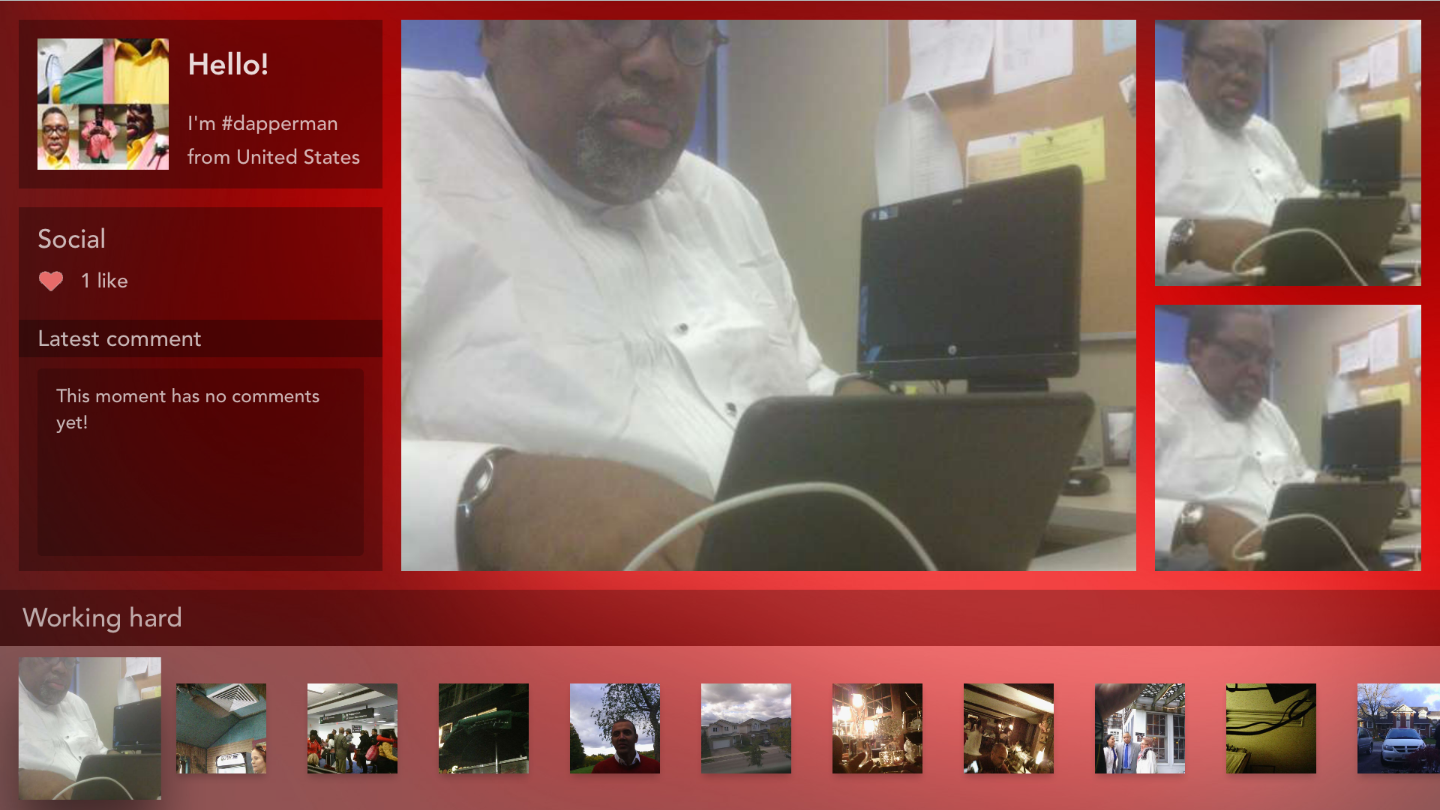 Hello!
I'm #dapperman
from United States
Social
1 like
Latest comment
This moment has no comments
yet!
Working hard